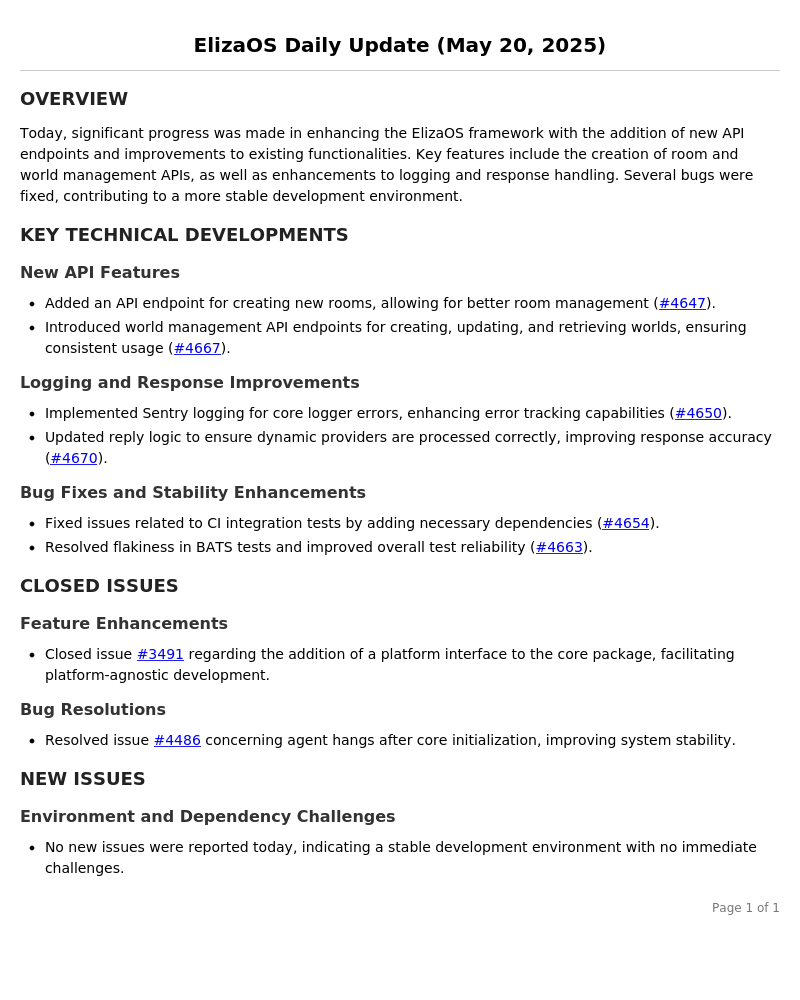 ElizaOS Daily Update (May 20, 2025)
OVERVIEW
Today, significant progress was made in enhancing the ElizaOS framework with the addition of new API
endpoints and improvements to existing functionalities. Key features include the creation of room and
world management APIs, as well as enhancements to logging and response handling. Several bugs were
fixed, contributing to a more stable development environment.
KEY TECHNICAL DEVELOPMENTS
New API Features
• Added an API endpoint for creating new rooms, allowing for better room management (#4647).
• Introduced world management API endpoints for creating, updating, and retrieving worlds, ensuring
consistent usage (#4667).
Logging and Response Improvements
• Implemented Sentry logging for core logger errors, enhancing error tracking capabilities (#4650).
• Updated reply logic to ensure dynamic providers are processed correctly, improving response accuracy
(#4670).
Bug Fixes and Stability Enhancements
• Fixed issues related to CI integration tests by adding necessary dependencies (#4654).
• Resolved flakiness in BATS tests and improved overall test reliability (#4663).
CLOSED ISSUES
Feature Enhancements
• Closed issue #3491 regarding the addition of a platform interface to the core package, facilitating
platform-agnostic development.
Bug Resolutions
• Resolved issue #4486 concerning agent hangs after core initialization, improving system stability.
NEW ISSUES
Environment and Dependency Challenges
• No new issues were reported today, indicating a stable development environment with no immediate
challenges.
Page 1 of 1